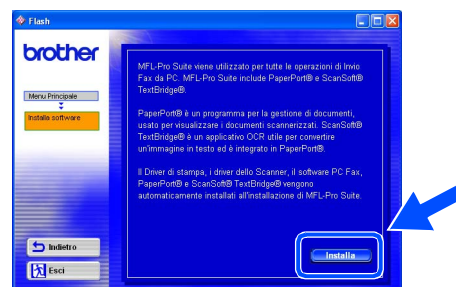 Flash
brother
Menu Principale
Installa software
MFL-Pro Suite viene utilizzato per tutte le operazioni di Invio
Fax da PC. MFL-Pro Suite include PaperPort® e ScanSoft®
TextBridge®.
PaperPort® è un programma per la gestione di documenti,
usato per visualizzare i documenti scannerizzati. ScanSoft®
TextBridge® è un applicativo OCR utile per convertire
un'immagine in testo ed è integrato in PaperPort®.
Il Driver di stampa, i driver dello Scanner, il software PC Fax,
PaperPort® e ScanSoft® TextBridge® vengono
automaticamente installati all'installazione di MFL-Pro Suite.
Indietro
Esci
Installa